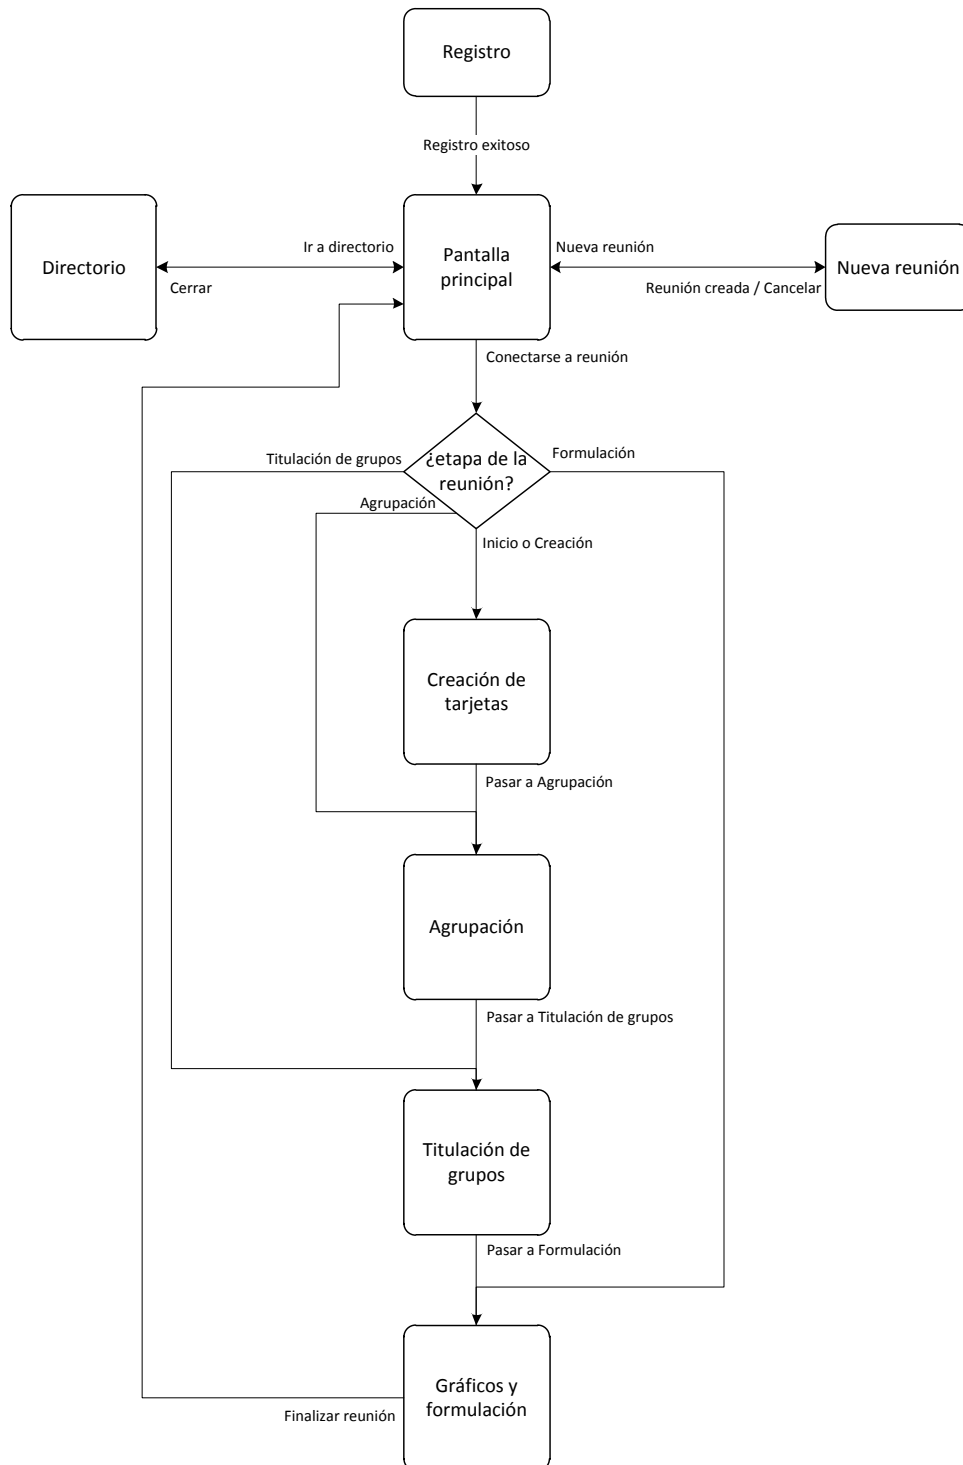 Registro
Registro exitoso
Ir a directorio
Nueva reunión
Directorio
Pantalla
principal
Nueva reunión
Cerrar
Reunión creada / Cancelar
Conectarse a reunión
Titulación de grupos
¿etapa de la
reunión?
Formulación
Agrupación
Inicio o Creación
Creación de
tarjetas
Pasar a Agrupación
Agrupación
Pasar a Titulación de grupos
Titulación de
grupos
Pasar a Formulación
Gráficos y
formulación
Finalizar reunión